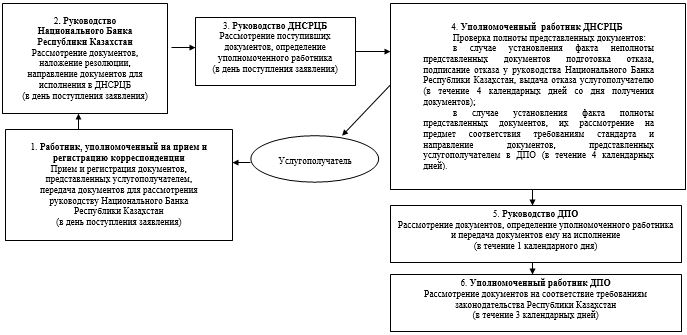 2. Руководство
Национального Банка
Республики Казахстан
Рассмотрение документов,
наложение резолюции,
направление документов для
исполнения в ДНСРЦБ
(в день поступления заявления)
3. Руководство ДНСРЦБ
Рассмотрение поступивших
документов, определение
уполномоченного работника
(в день поступления заявления)
4. Уполномоченный работник ДНСРЦБ
Проверка полноты представленных документов:
в случае установления факта неполноты
представленных документов подготовка отказа,
подписание отказа у руководства Национального Банка
Республики Казахстан, выдача отказа услугополучателю
(в течение 4 календарных дней со дня получения
документов);
в случае установления факта полноты
представленных документов, их рассмотрение на
предмет соответствия требованиям стандарта и
направление документов, представленных
услугополучателем в ДПО (в течение 4 календарных
дней).
1. Работник, уполномоченный на прием и
регистрацию корреспонденции
Прием и регистрация документов,
представленных услугополучателем,
передача документов для рассмотрения
руководству Национального Банка
Республики Казахстан
(в день поступления заявления)
Услугополучатель
5. Руководство ДПО
Рассмотрение документов, определение уполномоченного работника
и передача документов ему на исполнение
(в течение 1 календарного дня)
6. Уполномоченный работник ДПО
Рассмотрение документов на соответствие требованиям
законодательства Республики Казахстан
(в течение 3 календарных дней)